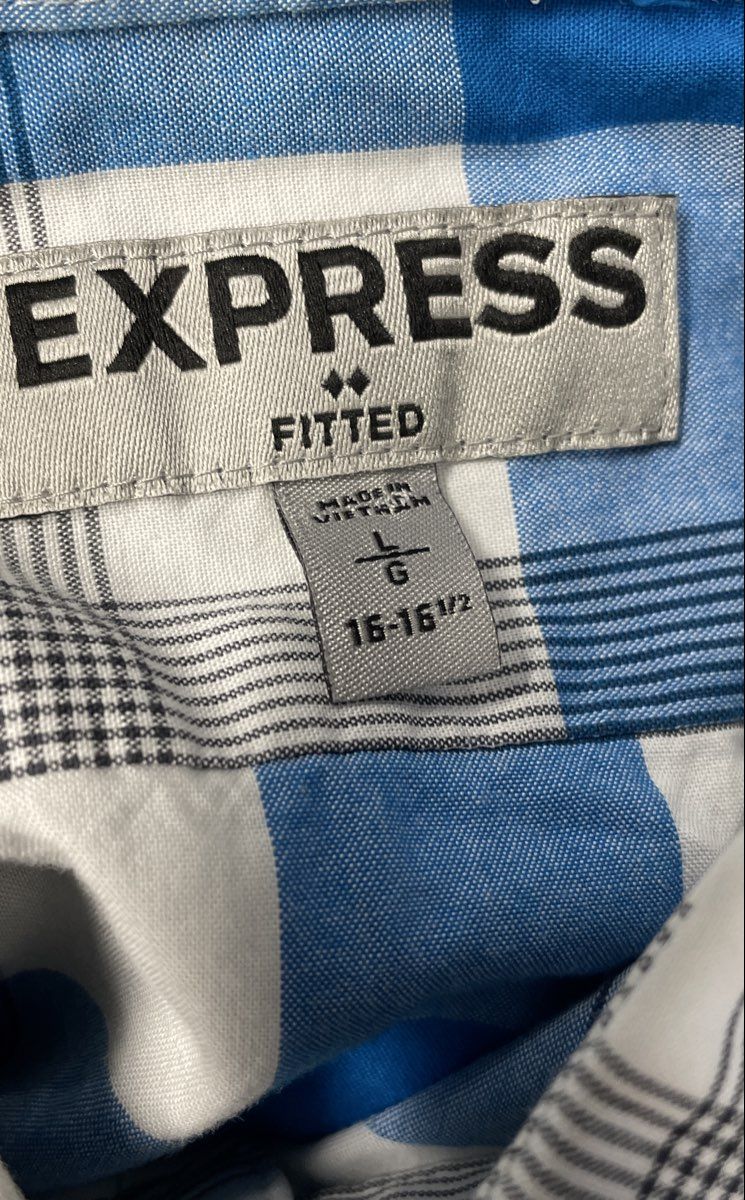 EXPRESS
FITTED
MADE IN
VIETNAM
L
G
16-16 1/2